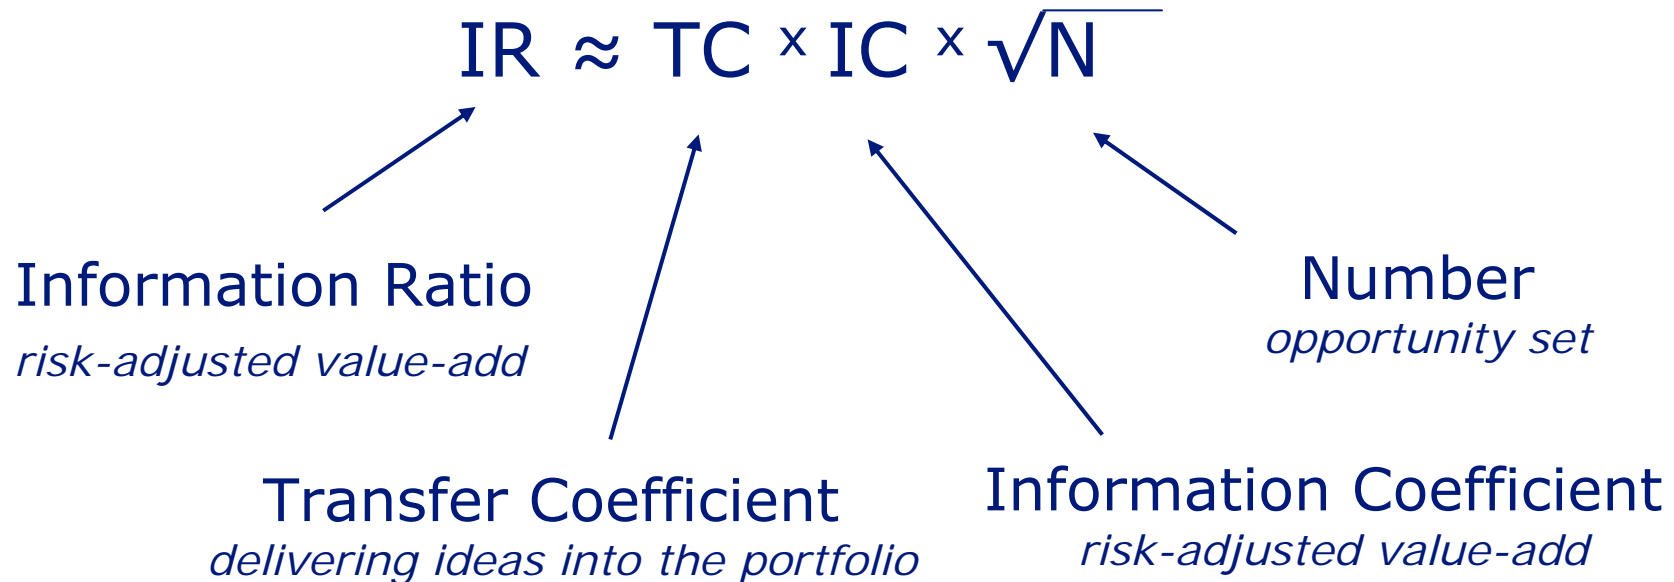 IR ≈ TC x IC x √N
Information Ratio
risk-adjusted value-add
Number
opportunity set
Transfer Coefficient
delivering ideas into the portfolio
Information Coefficient
risk-adjusted value-add